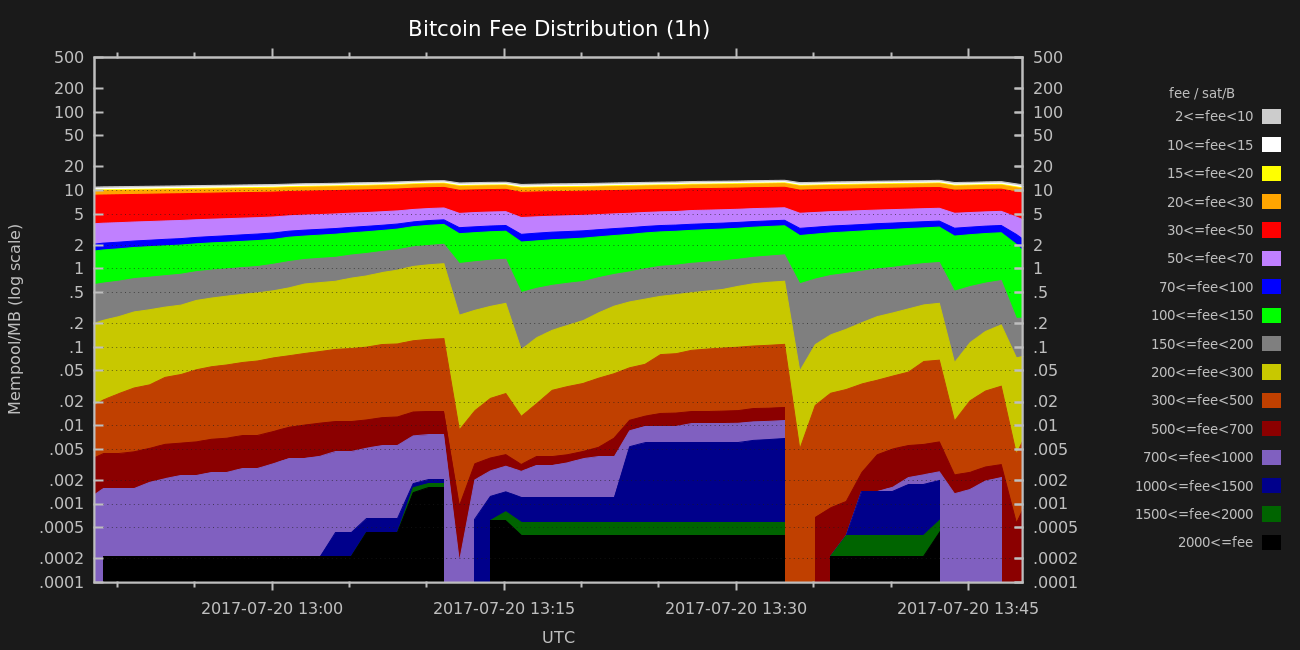 Bitcoin Fee Distribution (1h)
500 500
200 200
100 100
50 50
20 20
10 10
5 5
2 2
1 1
.5 .5
.2 .2
.1 .1
.05 .05
.02 .02
.01 .01
.005 .005
.002 .002
.001 .001
.0005 .0005
.0002 .0002
.0001 .0001
Mempool/MB (log scale)
2017-07-20 13:00 2017-07-20 13:15 2017-07-20 13:30 2017-07-20 13:45
UTC
fee / sat/B
2<=fee<10
10<=fee<15
15<=fee<20
20<=fee<30
30<=fee<50
50<=fee<70
70<=fee<100
100<=fee<150
150<=fee<200
200<=fee<300
300<=fee<500
500<=fee<700
700<=fee<1000
1000<=fee<1500
1500<=fee<2000
2000<=fee